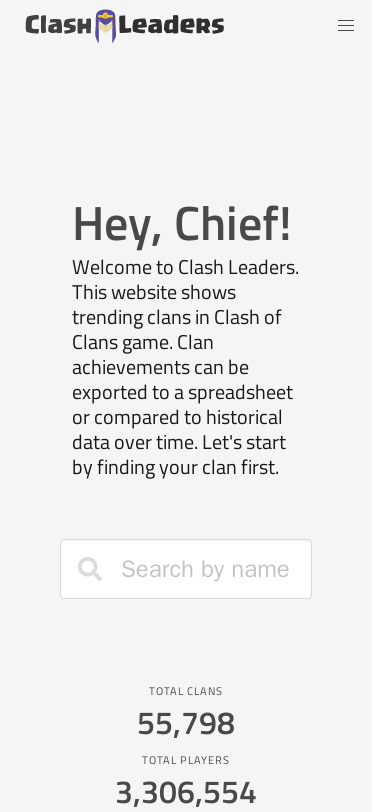 Clash Leaders
Hey, Chief!
Welcome to Clash Leaders.
This website shows
trending clans in Clash of
Clans game. Clan
achievements can be
exported to a spreadsheet
or compared to historical
data over time. Let's start
by finding your clan first.
Search by name
TOTAL CLANS
55,798
TOTAL PLAYERS
3,306,554